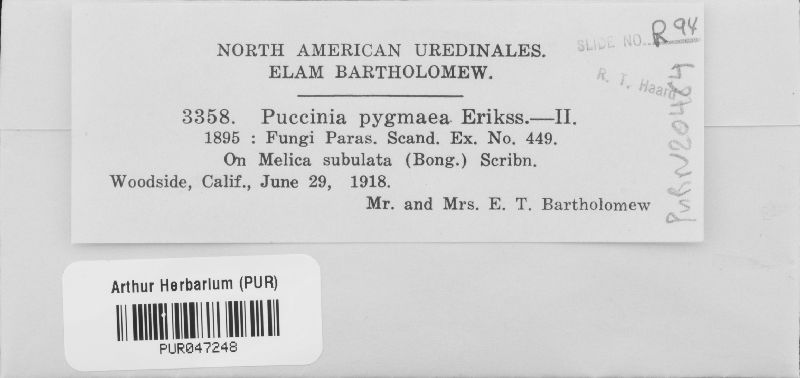 NORTH AMERICAN UREDINALES.
ELAM BARTHOLOMEW.
SLIDE NO. R 94
R. T. Haard
3358. Puccinia pygmaea Erikss.—II.
1895 : Fungi Paras. Scand. Ex. No. 449.
On Melica subulata (Bong.) Scribn.
Woodside, Calif., June 29, 1918.
Mr. and Mrs. E. T. Bartholomew
PURN20484
Arthur Herbarium (PUR)
PUR047248